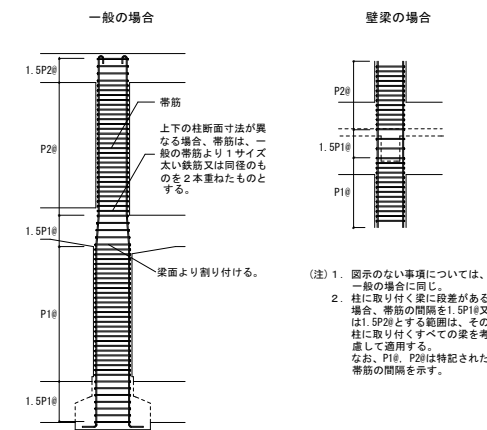 一般の場合
壁梁の場合
1.5P2@
P2@
1.5P1@
P1@
1.5P1@
帯筋
上下の柱断面寸法が異
なる場合、帯筋は、一
般の帯筋より1サイズ
太い鉄筋又は同径のも
のを2本重ねたものと
する。
梁面より割り付ける。
P2@
1.5P1@
P1@
(注) 1. 図示のない事項については、
一般の場合に同じ。
2. 柱に取り付く梁に段差がある
場合、帯筋の間隔を1.5P1@又
は1.5P2@とする範囲は、その
柱に取り付くすべての梁を考
慮して適用する。
なお、P1@, P2@は特記された
帯筋の間隔を示す。